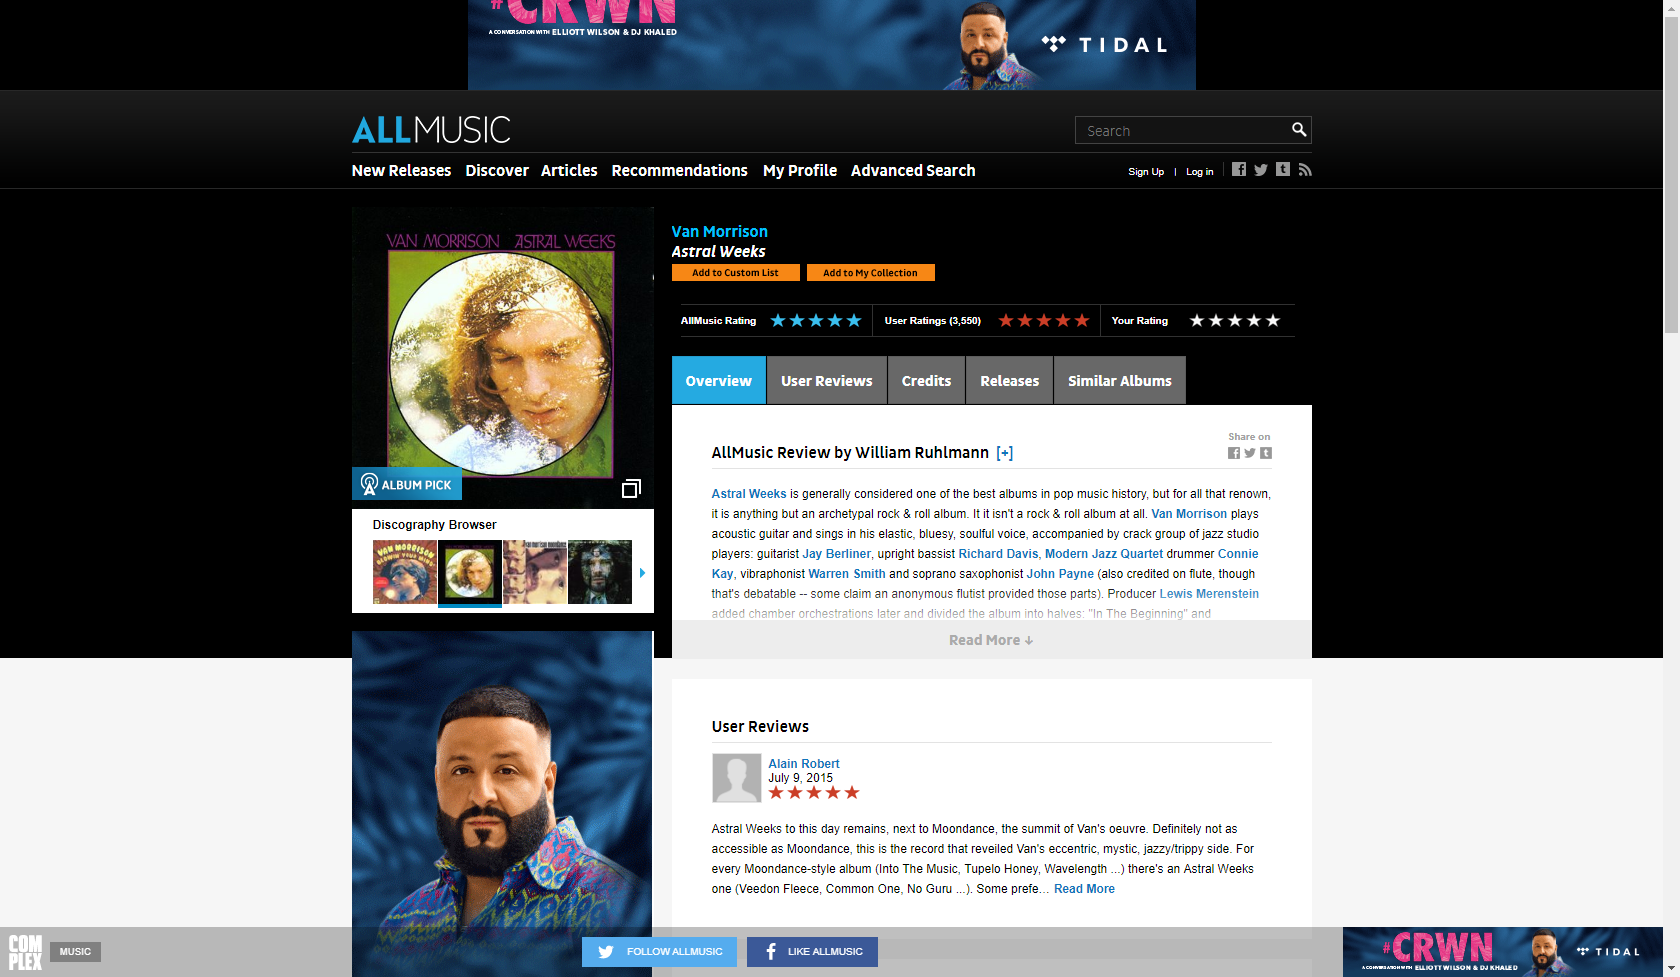 #CRWN
A CONVERSATION WITH ELLIOTT WILSON & DJ KHALED
TIDAL
ALLMUSIC
Search
New Releases Discover Articles Recommendations My Profile Advanced Search
Sign Up | Log in
VAN MORRISON ASTRAL WEEKS
ALBUM PICK
Van Morrison
Astral Weeks
Add to Custom List Add to My Collection
AllMusic Rating User Ratings (3,550) Your Rating
Overview User Reviews Credits Releases Similar Albums
Discography Browser
VAN MORRISON
BLOWIN' YOUR MIND!
Share on
AllMusic Review by William Ruhlmann [+]
Astral Weeks is generally considered one of the best albums in pop music history, but for all that renown,
it is anything but an archetypal rock & roll album. It it isn't a rock & roll album at all. Van Morrison plays
acoustic guitar and sings in his elastic, bluesy, soulful voice, accompanied by crack group of jazz studio
players: guitarist Jay Berliner, upright bassist Richard Davis, Modern Jazz Quartet drummer Connie
Kay, vibraphonist Warren Smith and soprano saxophonist John Payne (also credited on flute, though
that's debatable -- some claim an anonymous flutist provided those parts). Producer Lewis Merenstein
added chamber orchestrations later and divided the album into halves: "In The Beginning" and
Read More ↓
User Reviews
Alain Robert
July 9, 2015
Astral Weeks to this day remains, next to Moondance, the summit of Van's oeuvre. Definitely not as
accessible as Moondance, this is the record that reveiled Van's eccentric, mystic, jazzy/trippy side. For
every Moondance-style album (Into The Music, Tupelo Honey, Wavelength ...) there's an Astral Weeks
one (Veedon Fleece, Common One, No Guru ...). Some prefe... Read More
COMPLEX
MUSIC
FOLLOW ALLMUSIC
LIKE ALLMUSIC
#CRWN
A CONVERSATION WITH ELLIOTT WILSON & DJ KHALED
TIDAL